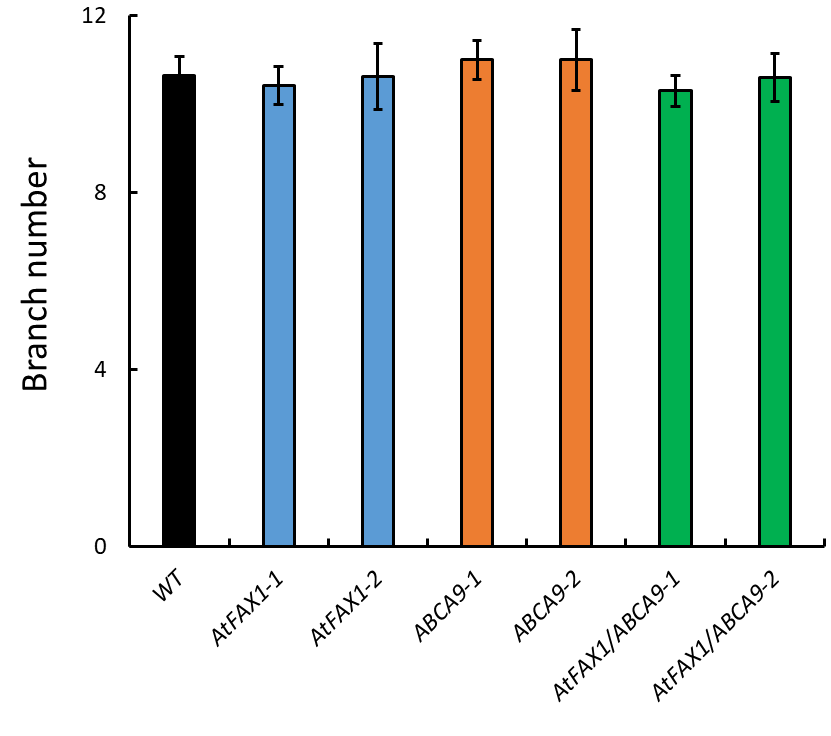 12
8
4
0
Branch number
WT
AtFAX1-1
AtFAX1-2
ABCA9-1
ABCA9-2
AtFAX1/ABCA9-1
AtFAX1/ABCA9-2